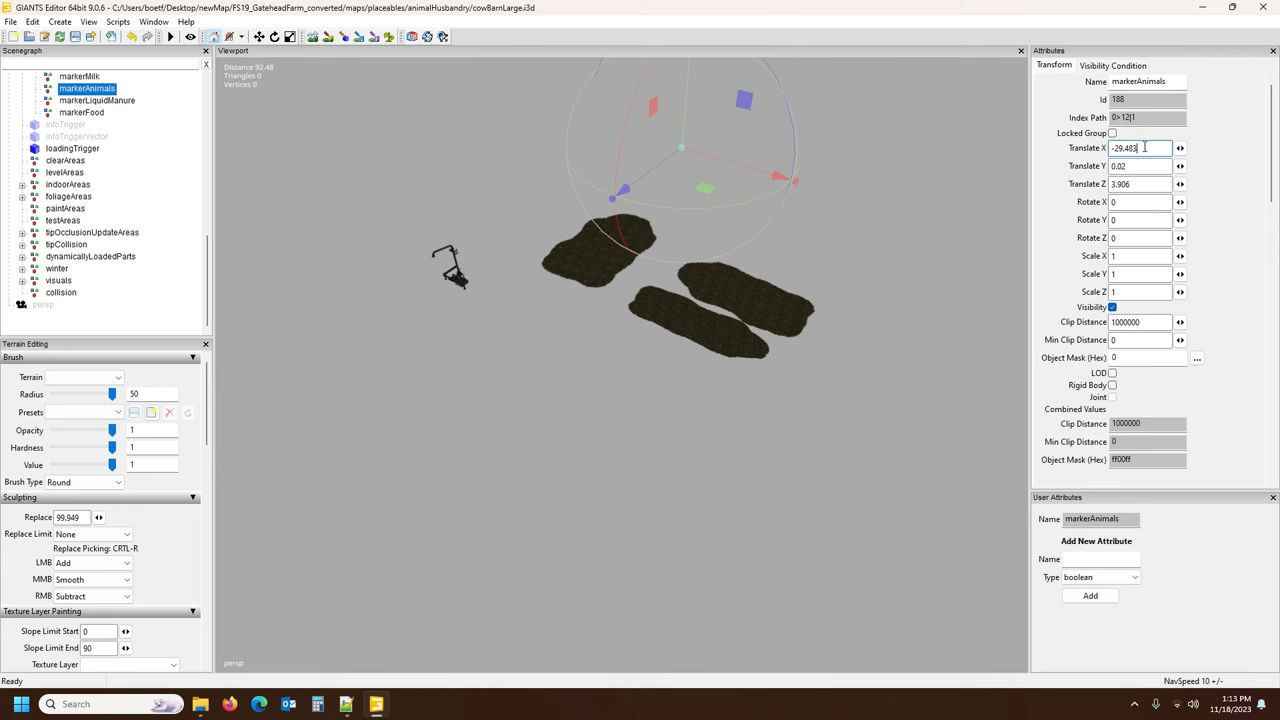 GIANTS Editor 64bit 9.0.6 - C:/Users/boetf/Desktop/newMap/FS19_GateheadFarm_converted/maps/placeables/animalHusbandry/cowBarnLarge.i3d
File Edit Create View Scripts Window Help
Scenegraph
X
markerMilk
markerAnimals
markerLiquidManure
markerFood
infoTrigger
infoTriggerVector
loadingTrigger
clearAreas
levelAreas
indoorAreas
foliageAreas
paintAreas
testAreas
tipOcclusionUpdateAreas
tipCollision
dynamicallyLoadedParts
winter
visuals
collision
persp
Terrain Editing
Brush
Terrain
Radius 50
Presets
Opacity 1
Hardness 1
Value 1
Brush Type Round
Sculpting
Replace 99.949
Replace Limit None
Replace Picking: CRTL-R
LMB Add
MMB Smooth
RMB Subtract
Texture Layer Painting
Slope Limit Start 0
Slope Limit End 90
Texture Layer
Viewport
Distance 92.48
Triangles 0
Vertices 0
persp
Attributes
Transform Visibility Condition
Name markerAnimals
Id 188
Index Path 0>12|1
Locked Group
Translate X -29.483
Translate Y 0.02
Translate Z 3.906
Rotate X 0
Rotate Y 0
Rotate Z 0
Scale X 1
Scale Y 1
Scale Z 1
Visibility
Clip Distance 1000000
Min Clip Distance 0
Object Mask (Hex) 0 ...
LOD
Rigid Body
Joint
Combined Values
Clip Distance 1000000
Min Clip Distance 0
Object Mask (Hex) ff00ff
User Attributes
Name markerAnimals
Add New Attribute
Name
Type boolean
Add
Ready
NavSpeed 10 +/-
Search
1:13 PM
11/18/2023